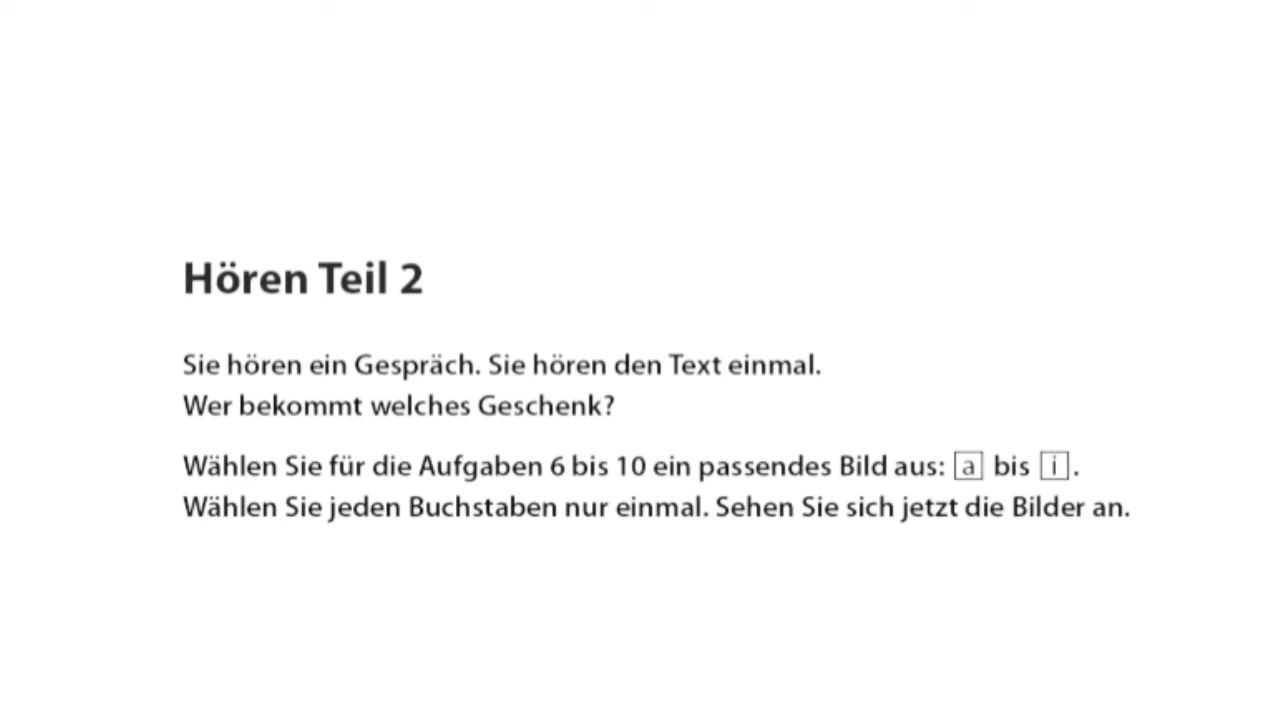 Hören Teil 2
Sie hören ein Gespräch. Sie hören den Text einmal.
Wer bekommt welches Geschenk?
Wählen Sie für die Aufgaben 6 bis 10 ein passendes Bild aus: a bis i.
Wählen Sie jeden Buchstaben nur einmal. Sehen Sie sich jetzt die Bilder an.